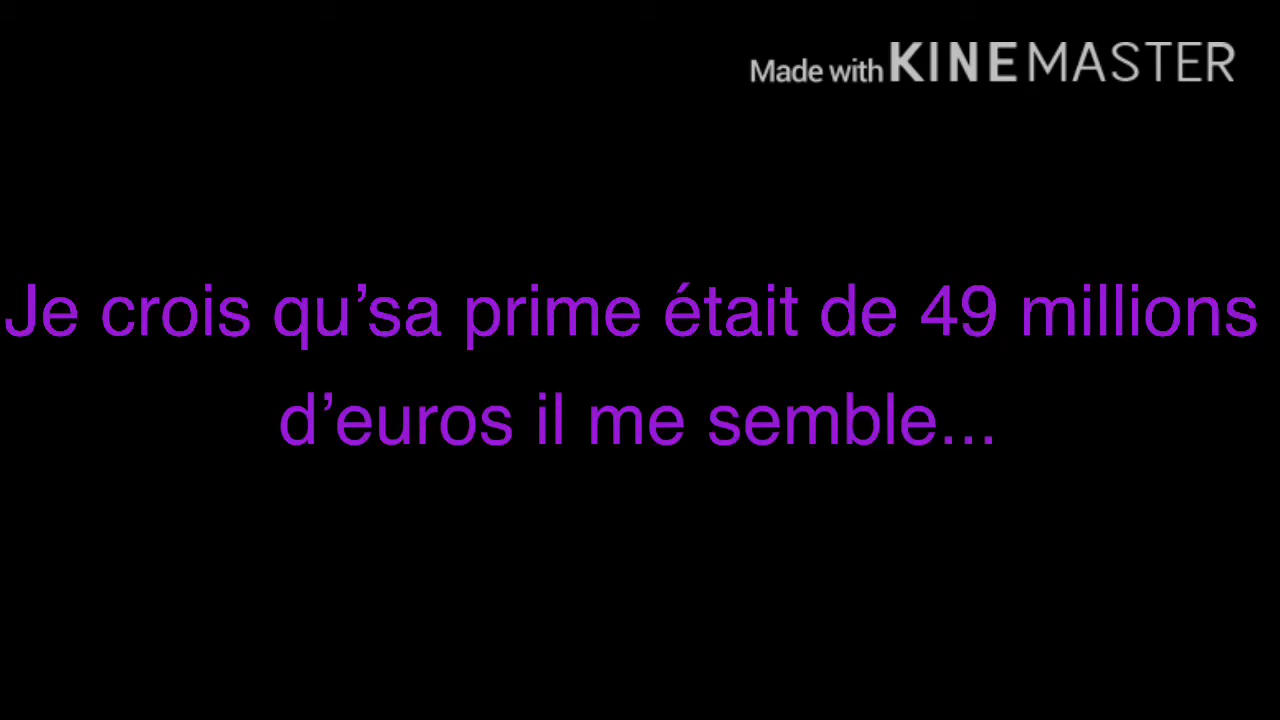 Made with KINEMASTER
Je crois qu’sa prime était de 49 millions
d’euros il me semble...